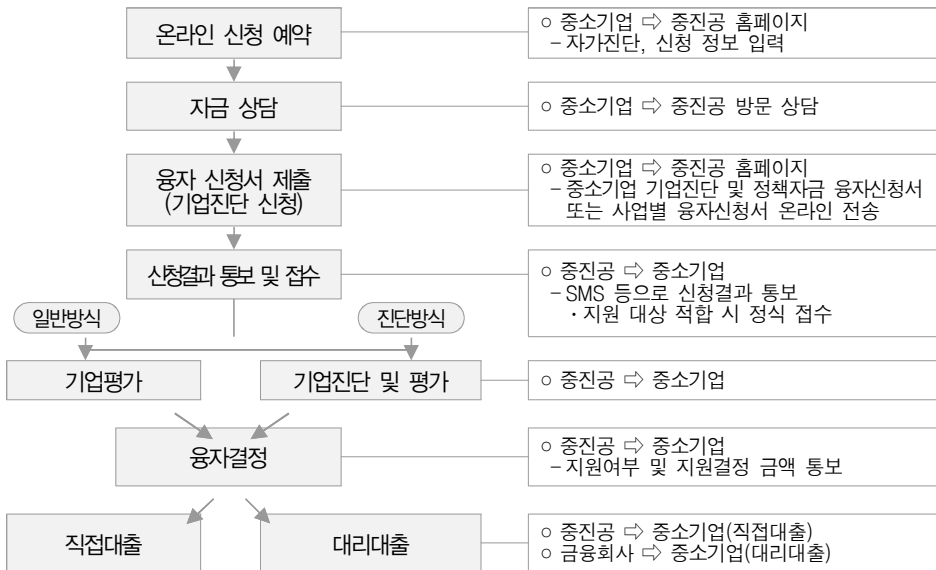 온라인 신청 예약
○ 중소기업 ⇨ 중진공 홈페이지
– 자가진단, 신청 정보 입력
자금 상담
○ 중소기업 ⇨ 중진공 방문 상담
융자 신청서 제출
(기업진단 신청)
○ 중소기업 ⇨ 중진공 홈페이지
– 중소기업 기업진단 및 정책자금 융자신청서
또는 사업별 융자신청서 온라인 전송
신청결과 통보 및 접수
○ 중진공 ⇨ 중소기업
– SMS 등으로 신청결과 통보
· 지원 대상 적합 시 정식 접수
일반방식
진단방식
기업평가
기업진단 및 평가
○ 중진공 ⇨ 중소기업
융자결정
○ 중진공 ⇨ 중소기업
– 지원여부 및 지원결정 금액 통보
직접대출
대리대출
○ 중진공 ⇨ 중소기업(직접대출)
○ 금융회사 ⇨ 중소기업(대리대출)